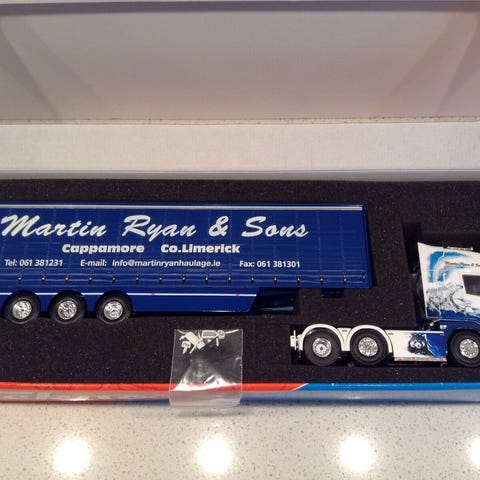 Martin Ryan & Sons
Cappamore Co.Limerick
Tel: 061 381231 E-mail: info@martinryanhaulage.ie Fax: 061 381301